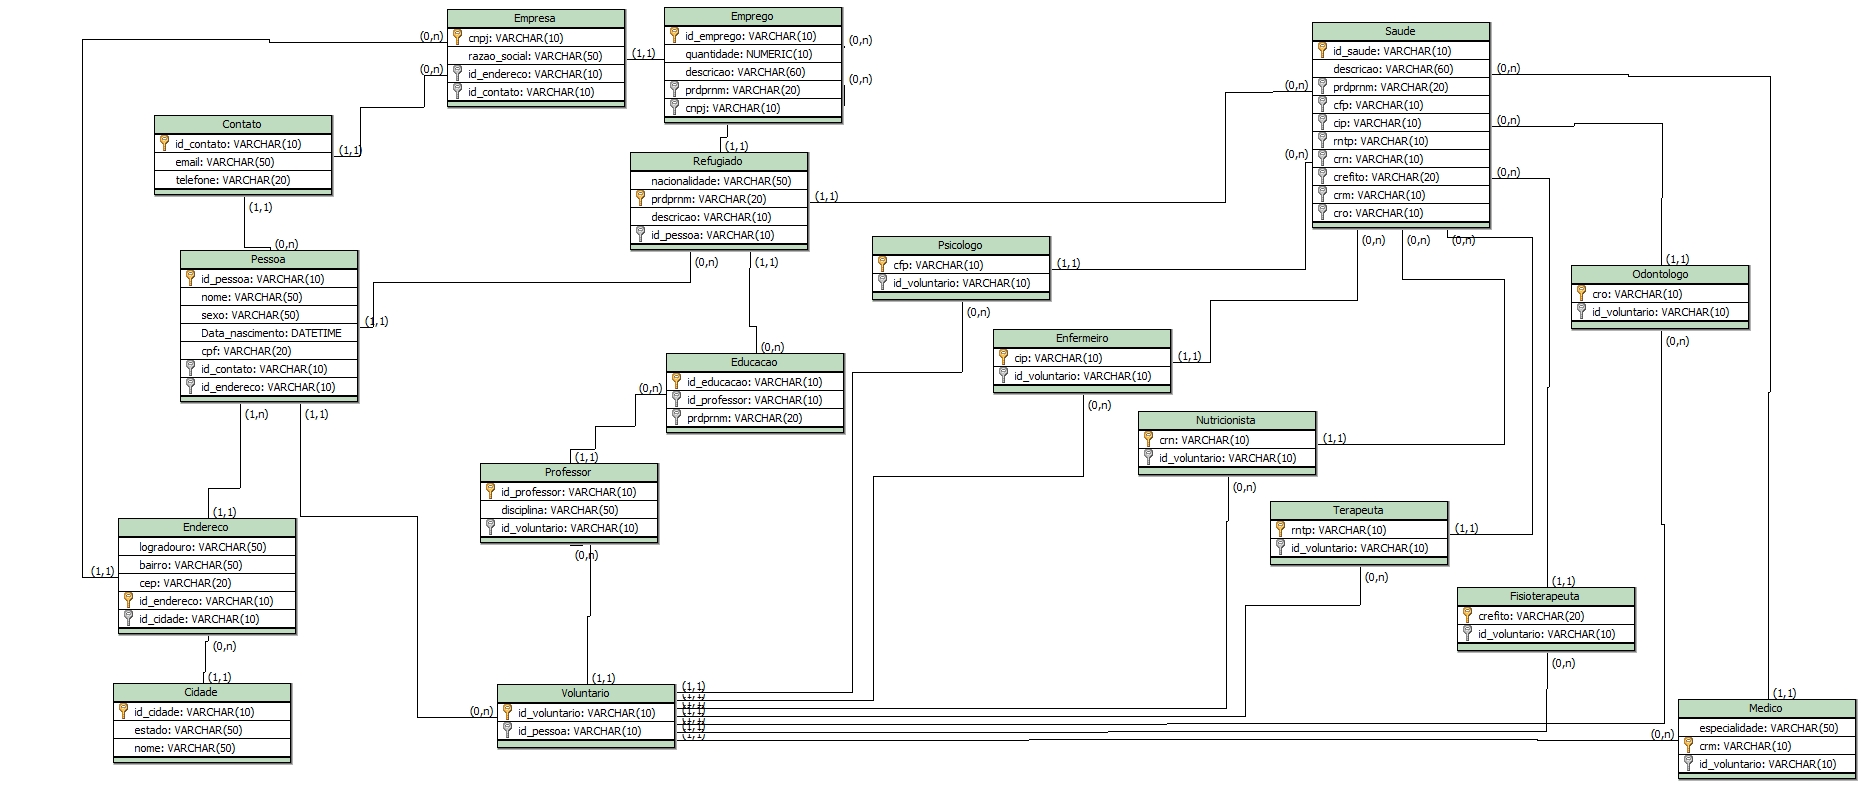 Empresa
cnpj: VARCHAR(10)
razao_social: VARCHAR(50)
id_endereco: VARCHAR(10)
id_contato: VARCHAR(10)
(0,n)
(0,n)
(1,1)
Emprego
id_emprego: VARCHAR(10)
quantidade: NUMERIC(10)
descricao: VARCHAR(60)
prdprnm: VARCHAR(20)
cnpj: VARCHAR(10)
(0,n)
(0,n)
Saude
id_saude: VARCHAR(10)
descricao: VARCHAR(60)
prdprnm: VARCHAR(20)
cfp: VARCHAR(10)
cip: VARCHAR(10)
rntp: VARCHAR(10)
crn: VARCHAR(10)
crefito: VARCHAR(20)
crm: VARCHAR(10)
cro: VARCHAR(10)
(0,n)
(0,n)
(0,n)
(0,n)
(0,n)
(0,n)
(0,n)
(0,n)
Contato
id_contato: VARCHAR(10)
email: VARCHAR(50)
telefone: VARCHAR(20)
(1,1)
(1,1)
Refugiado
nacionalidade: VARCHAR(50)
prdprnm: VARCHAR(20)
descricao: VARCHAR(10)
id_pessoa: VARCHAR(10)
(1,1)
(1,1)
(0,n)
(1,1)
Pessoa
id_pessoa: VARCHAR(10)
nome: VARCHAR(50)
sexo: VARCHAR(50)
Data_nascimento: DATETIME
cpf: VARCHAR(20)
id_contato: VARCHAR(10)
id_endereco: VARCHAR(10)
(0,n)
(1,1)
(1,n)
(1,1)
Psicologo
cfp: VARCHAR(10)
id_voluntario: VARCHAR(10)
(1,1)
(0,n)
Odontologo
cro: VARCHAR(10)
id_voluntario: VARCHAR(10)
(1,1)
(0,n)
Enfermeiro
cip: VARCHAR(10)
id_voluntario: VARCHAR(10)
(1,1)
(0,n)
Educacao
id_educacao: VARCHAR(10)
id_professor: VARCHAR(10)
prdprnm: VARCHAR(20)
(0,n)
(0,n)
Nutricionista
crn: VARCHAR(10)
id_voluntario: VARCHAR(10)
(1,1)
(0,n)
Professor
id_professor: VARCHAR(10)
disciplina: VARCHAR(50)
id_voluntario: VARCHAR(10)
(1,1)
(0,n)
Terapeuta
rntp: VARCHAR(10)
id_voluntario: VARCHAR(10)
(1,1)
(0,n)
Endereco
logradouro: VARCHAR(50)
bairro: VARCHAR(50)
cep: VARCHAR(20)
id_endereco: VARCHAR(10)
id_cidade: VARCHAR(10)
(1,1)
(1,1)
(0,n)
Fisioterapeuta
crefito: VARCHAR(20)
id_voluntario: VARCHAR(10)
(1,1)
(0,n)
Cidade
id_cidade: VARCHAR(10)
estado: VARCHAR(50)
nome: VARCHAR(50)
(1,1)
Voluntario
id_voluntario: VARCHAR(10)
id_pessoa: VARCHAR(10)
(1,1)
(0,n)
(1,1)
(1,1)
(1,1)
(1,1)
(1,1)
(1,1)
(1,1)
Medico
especialidade: VARCHAR(50)
crm: VARCHAR(10)
id_voluntario: VARCHAR(10)
(1,1)
(0,n)